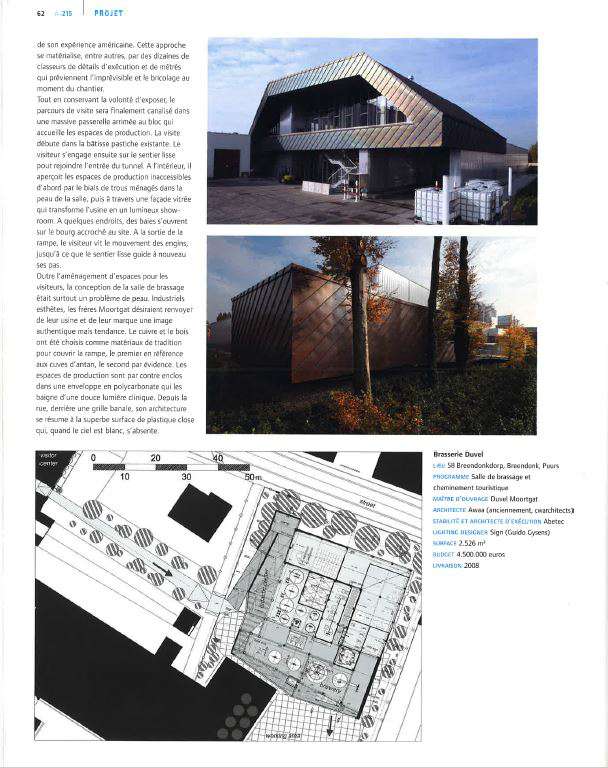 62 A+215 PROJET
de son expérience américaine. Cette approche
se matérialise, entre autres, par des dizaines de
classeurs de détails d'exécution et de métrés
qui préviennent l'imprévisible et le bricolage au
moment du chantier.
Tout en conservant la volonté d'exposer, le
parcours de visite sera finalement canalisé dans
une massive passerelle arrimée au bloc qui
accueille les espaces de production. La visite
débute dans la bâtisse pastiche existante. Le
visiteur s'engage ensuite sur le sentier lisse
pour rejoindre l'entrée du tunnel. A l'intérieur, il
aperçoit les espaces de production inaccessibles
d'abord par le biais de trous ménagés dans la
peau de la salle, puis à travers une façade vitrée
qui transforme l'usine en un lumineux show-
room. A quelques endroits, des baies s'ouvrent
sur le bourg accroché au site. A la sortie de la
rampe, le visiteur vit le mouvement des engins,
jusqu'à ce que le sentier lisse guide à nouveau
ses pas.
Outre l'aménagement d'espaces pour les
visiteurs, la conception de la salle de brassage
était surtout un problème de peau. Industriels
esthètes, les frères Moortgat désiraient renvoyer
de leur usine et de leur marque une image
authentique mais tendance. Le cuivre et le bois
ont été choisis comme matériaux de tradition
pour couvrir la rampe, le premier en référence
aux cuves d'antan, le second par évidence. Les
espaces de production sont par contre enclos
dans une enveloppe en polycarbonate qui les
baigne d'une douce lumière clinique. Depuis la
rue, derrière une grille banale, son architecture
se résume à la superbe surface de plastique close
qui, quand le ciel est blanc, s'absente.
visitor
center
0 20 40
10 30 50m
street
brewery
working area
Brasserie Duvel
LIEU 58 Breendonkdorp, Breendonk, Puurs
PROGRAMME Salle de brassage et
cheminement touristique
MAÎTRE D'OUVRAGE Duvel Moortgat
ARCHITECTE Awaa (anciennement, cwarchitects)
STABILITÉ ET ARCHITECTE D'EXÉCUTION Abetec
LIGHTING DESIGNER Sign (Guido Gysens)
SURFACE 2.526 m²
BUDGET 4.500.000 euros
LIVRAISON 2008